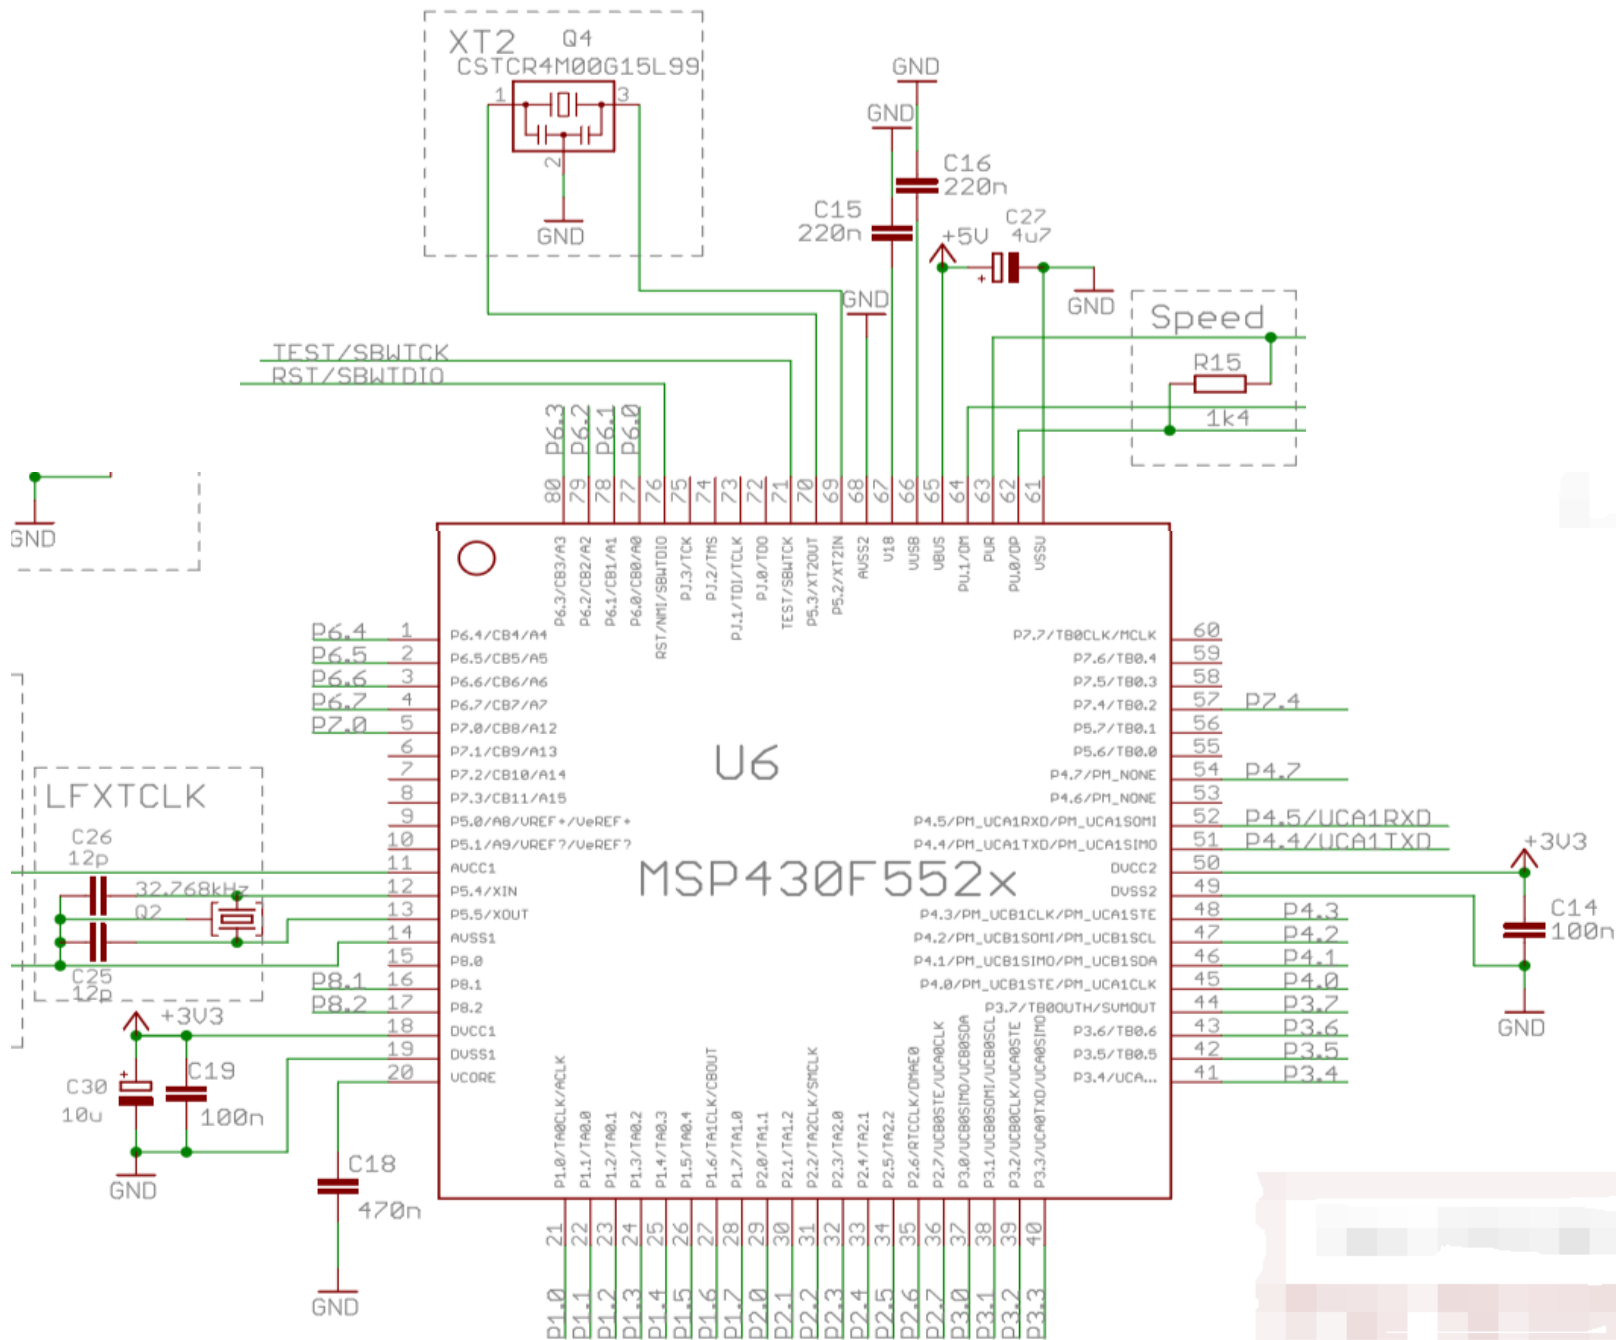 XT2
Q4
CSTCR4M00G15L99
1
3
2
GND
GND
GND
C16
220n
C15
220n
C27
4u7
+5V
+
GND
GND
Speed
R15
1k4
TEST/SBWTCK
RST/SBWTDIO
P6.3
P6.2
P6.1
P6.0
80
79
78
77
76
75
74
73
72
71
70
69
68
67
66
65
64
63
62
61
GND
P6.3/CB3/A3
P6.2/CB2/A2
P6.1/CB1/A1
P6.0/CB0/A0
RST/NMI/SBWTDIO
PJ.3/TCK
PJ.2/TMS
PJ.1/TDI/TCLK
PJ.0/TDO
TEST/SBWTCK
P5.3/XT2OUT
P5.2/XT2IN
AVSS2
V18
VUSB
VBUS
PU.1/DM
PUR
PU.0/DP
VSSU
P6.4 1 P6.4/CB4/A4
P6.5 2 P6.5/CB5/A5
P6.6 3 P6.6/CB6/A6
P6.7 4 P6.7/CB7/A7
P7.0 5 P7.0/CB8/A12
6 P7.1/CB9/A13
7 P7.2/CB10/A14
8 P7.3/CB11/A15
9 P5.0/A8/VREF+/VeREF+
10 P5.1/A9/VREF?/VeREF?
11 AVCC1
12 P5.4/XIN
13 P5.5/XOUT
14 AVSS1
15 P8.0
P8.1 16 P8.1
P8.2 17 P8.2
18 DVCC1
19 DVSS1
20 VCORE
LFXTCLK
C26
12p
32.768kHz
Q2
C25
12p
+3V3
+
C30
10u
C19
100n
GND
C18
470n
GND
U6
MSP430F552x
P7.7/TB0CLK/MCLK 60
P7.6/TB0.4 59
P7.5/TB0.3 58
P7.4/TB0.2 57 P7.4
P5.7/TB0.1 56
P5.6/TB0.0 55
P4.7/PM_NONE 54 P4.7
P4.6/PM_NONE 53
P4.5/PM_UCA1RXD/PM_UCA1SOMI 52 P4.5/UCA1RXD
P4.4/PM_UCA1TXD/PM_UCA1SIMO 51 P4.4/UCA1TXD
DVCC2 50
DVSS2 49
P4.3/PM_UCB1CLK/PM_UCA1STE 48 P4.3
P4.2/PM_UCB1SOMI/PM_UCB1SCL 47 P4.2
P4.1/PM_UCB1SIMO/PM_UCB1SDA 46 P4.1
P4.0/PM_UCB1STE/PM_UCA1CLK 45 P4.0
P3.7/TB0OUTH/SVMOUT 44 P3.7
P3.6/TB0.6 43 P3.6
P3.5/TB0.5 42 P3.5
P3.4/UCA... 41 P3.4
+3V3
C14
100n
GND
P1.0/TA0CLK/ACLK
P1.1/TA0.0
P1.2/TA0.1
P1.3/TA0.2
P1.4/TA0.3
P1.5/TA0.4
P1.6/TA1CLK/CBOUT
P1.7/TA1.0
P2.0/TA1.1
P2.1/TA1.2
P2.2/TA2CLK/SMCLK
P2.3/TA2.0
P2.4/TA2.1
P2.5/TA2.2
P2.6/RTCCLK/DMAE0
P2.7/UCB0STE/UCA0CLK
P3.0/UCB0SIMO/UCB0SDA
P3.1/UCB0SOMI/UCB0SCL
P3.2/UCB0CLK/UCA0STE
P3.3/UCA0TXD/UCA0SIMO
21
22
23
24
25
26
27
28
29
30
31
32
33
34
35
36
37
38
39
40
P1.0
P1.1
P1.2
P1.3
P1.4
P1.5
P1.6
P1.7
P2.0
P2.1
P2.2
P2.3
P2.4
P2.5
P2.6
P2.7
P3.0
P3.1
P3.2
P3.3